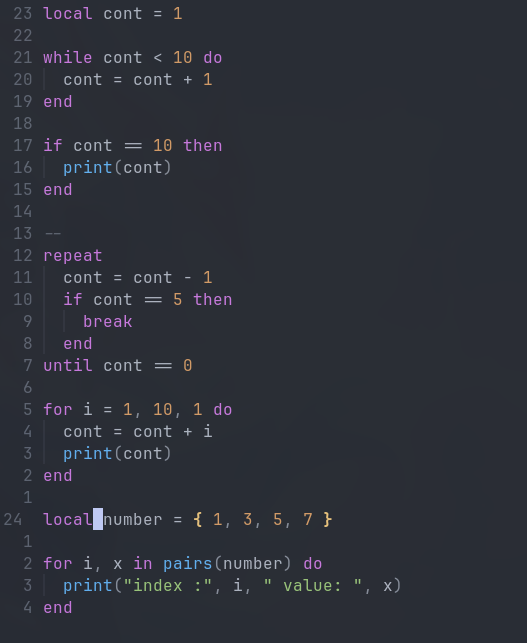 23 local cont = 1
22
21 while cont < 10 do
20   cont = cont + 1
19 end
18
17 if cont == 10 then
16   print(cont)
15 end
14
13 --
12 repeat
11   cont = cont - 1
10   if cont == 5 then
9     break
8   end
7 until cont == 0
6
5 for i = 1, 10, 1 do
4   cont = cont + i
3   print(cont)
2 end
1
24 local number = { 1, 3, 5, 7 }
1
2 for i, x in pairs(number) do
3   print("index :", i, " value: ", x)
4 end